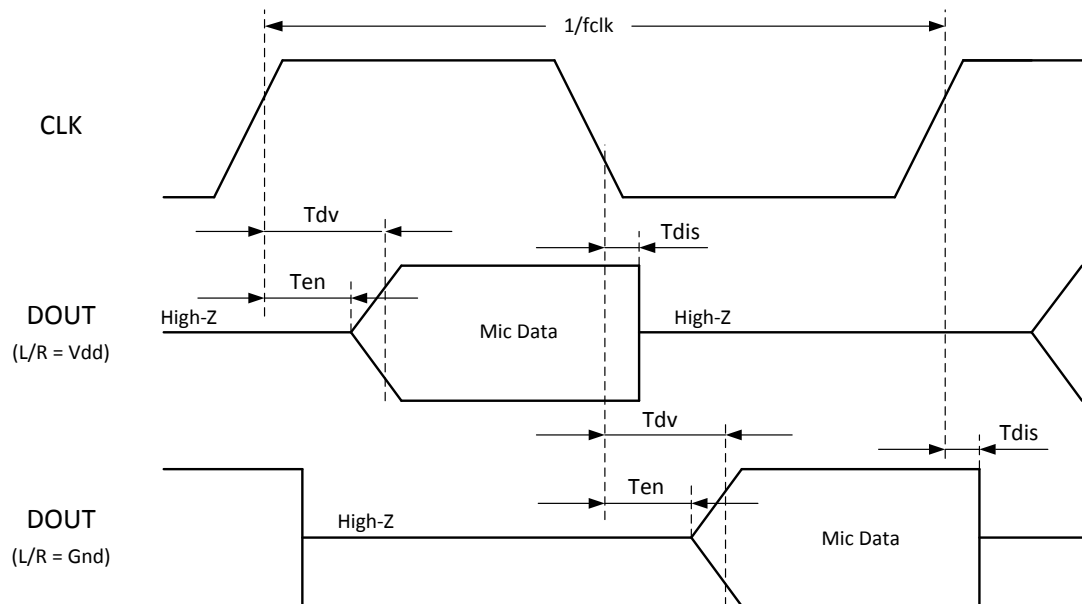 1/fclk
CLK
Tdv
Tdis
Ten
DOUT
(L/R = Vdd)
High-Z
Mic Data
High-Z
Tdv
Tdis
Ten
DOUT
(L/R = Gnd)
High-Z
Mic Data